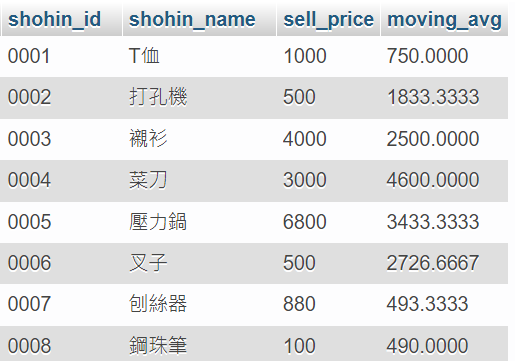 shohin_id shohin_name sell_price moving_avg
0001 T恤 1000 750.0000
0002 打孔機 500 1833.3333
0003 襯衫 4000 2500.0000
0004 菜刀 3000 4600.0000
0005 壓力鍋 6800 3433.3333
0006 叉子 500 2726.6667
0007 刨絲器 880 493.3333
0008 鋼珠筆 100 490.0000